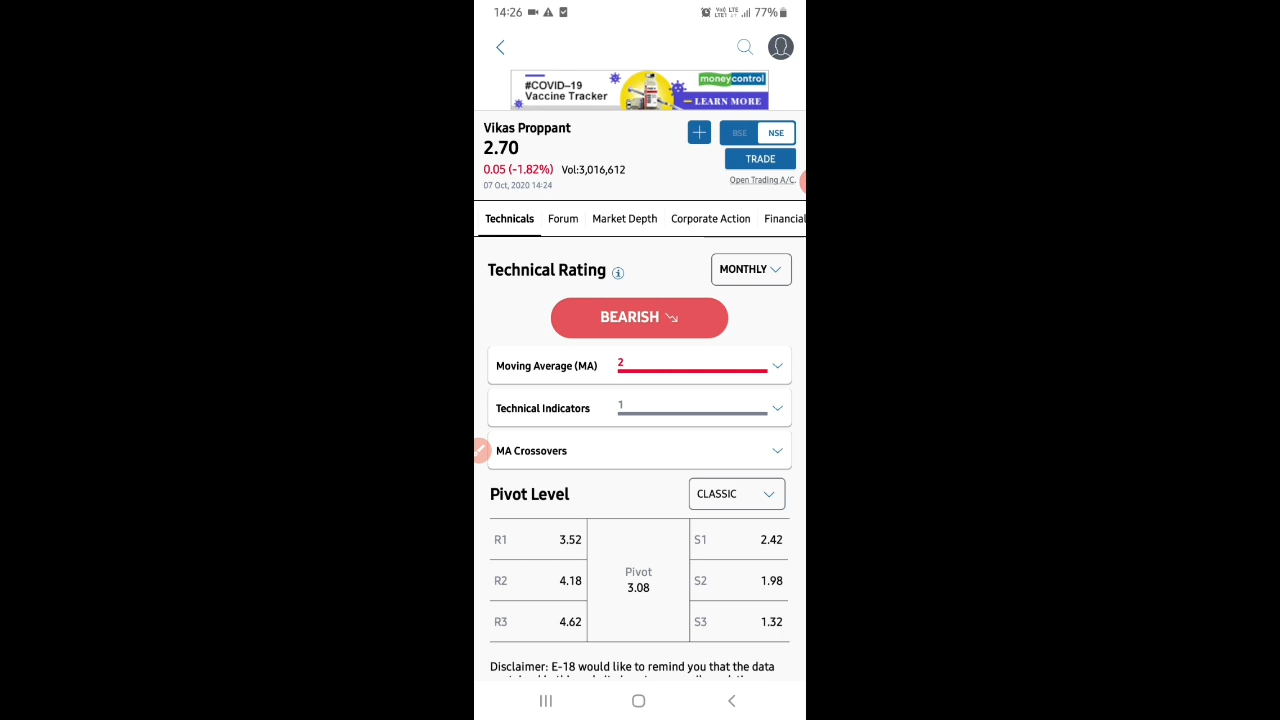 14:26 Vo)) LTE LTE1 77%
#COVID-19
Vaccine Tracker
moneycontrol
LEARN MORE
Vikas Proppant
BSE NSE
2.70
TRADE
0.05 (-1.82%) Vol:3,016,612
07 Oct, 2020 14:24
Open Trading A/C.
Technicals Forum Market Depth Corporate Action Financial
Technical Rating MONTHLY
BEARISH
Moving Average (MA) 2
Technical Indicators 1
MA Crossovers
Pivot Level CLASSIC
R1 3.52 S1 2.42
Pivot
R2 4.18 3.08 S2 1.98
R3 4.62 S3 1.32
Disclaimer: E-18 would like to remind you that the data